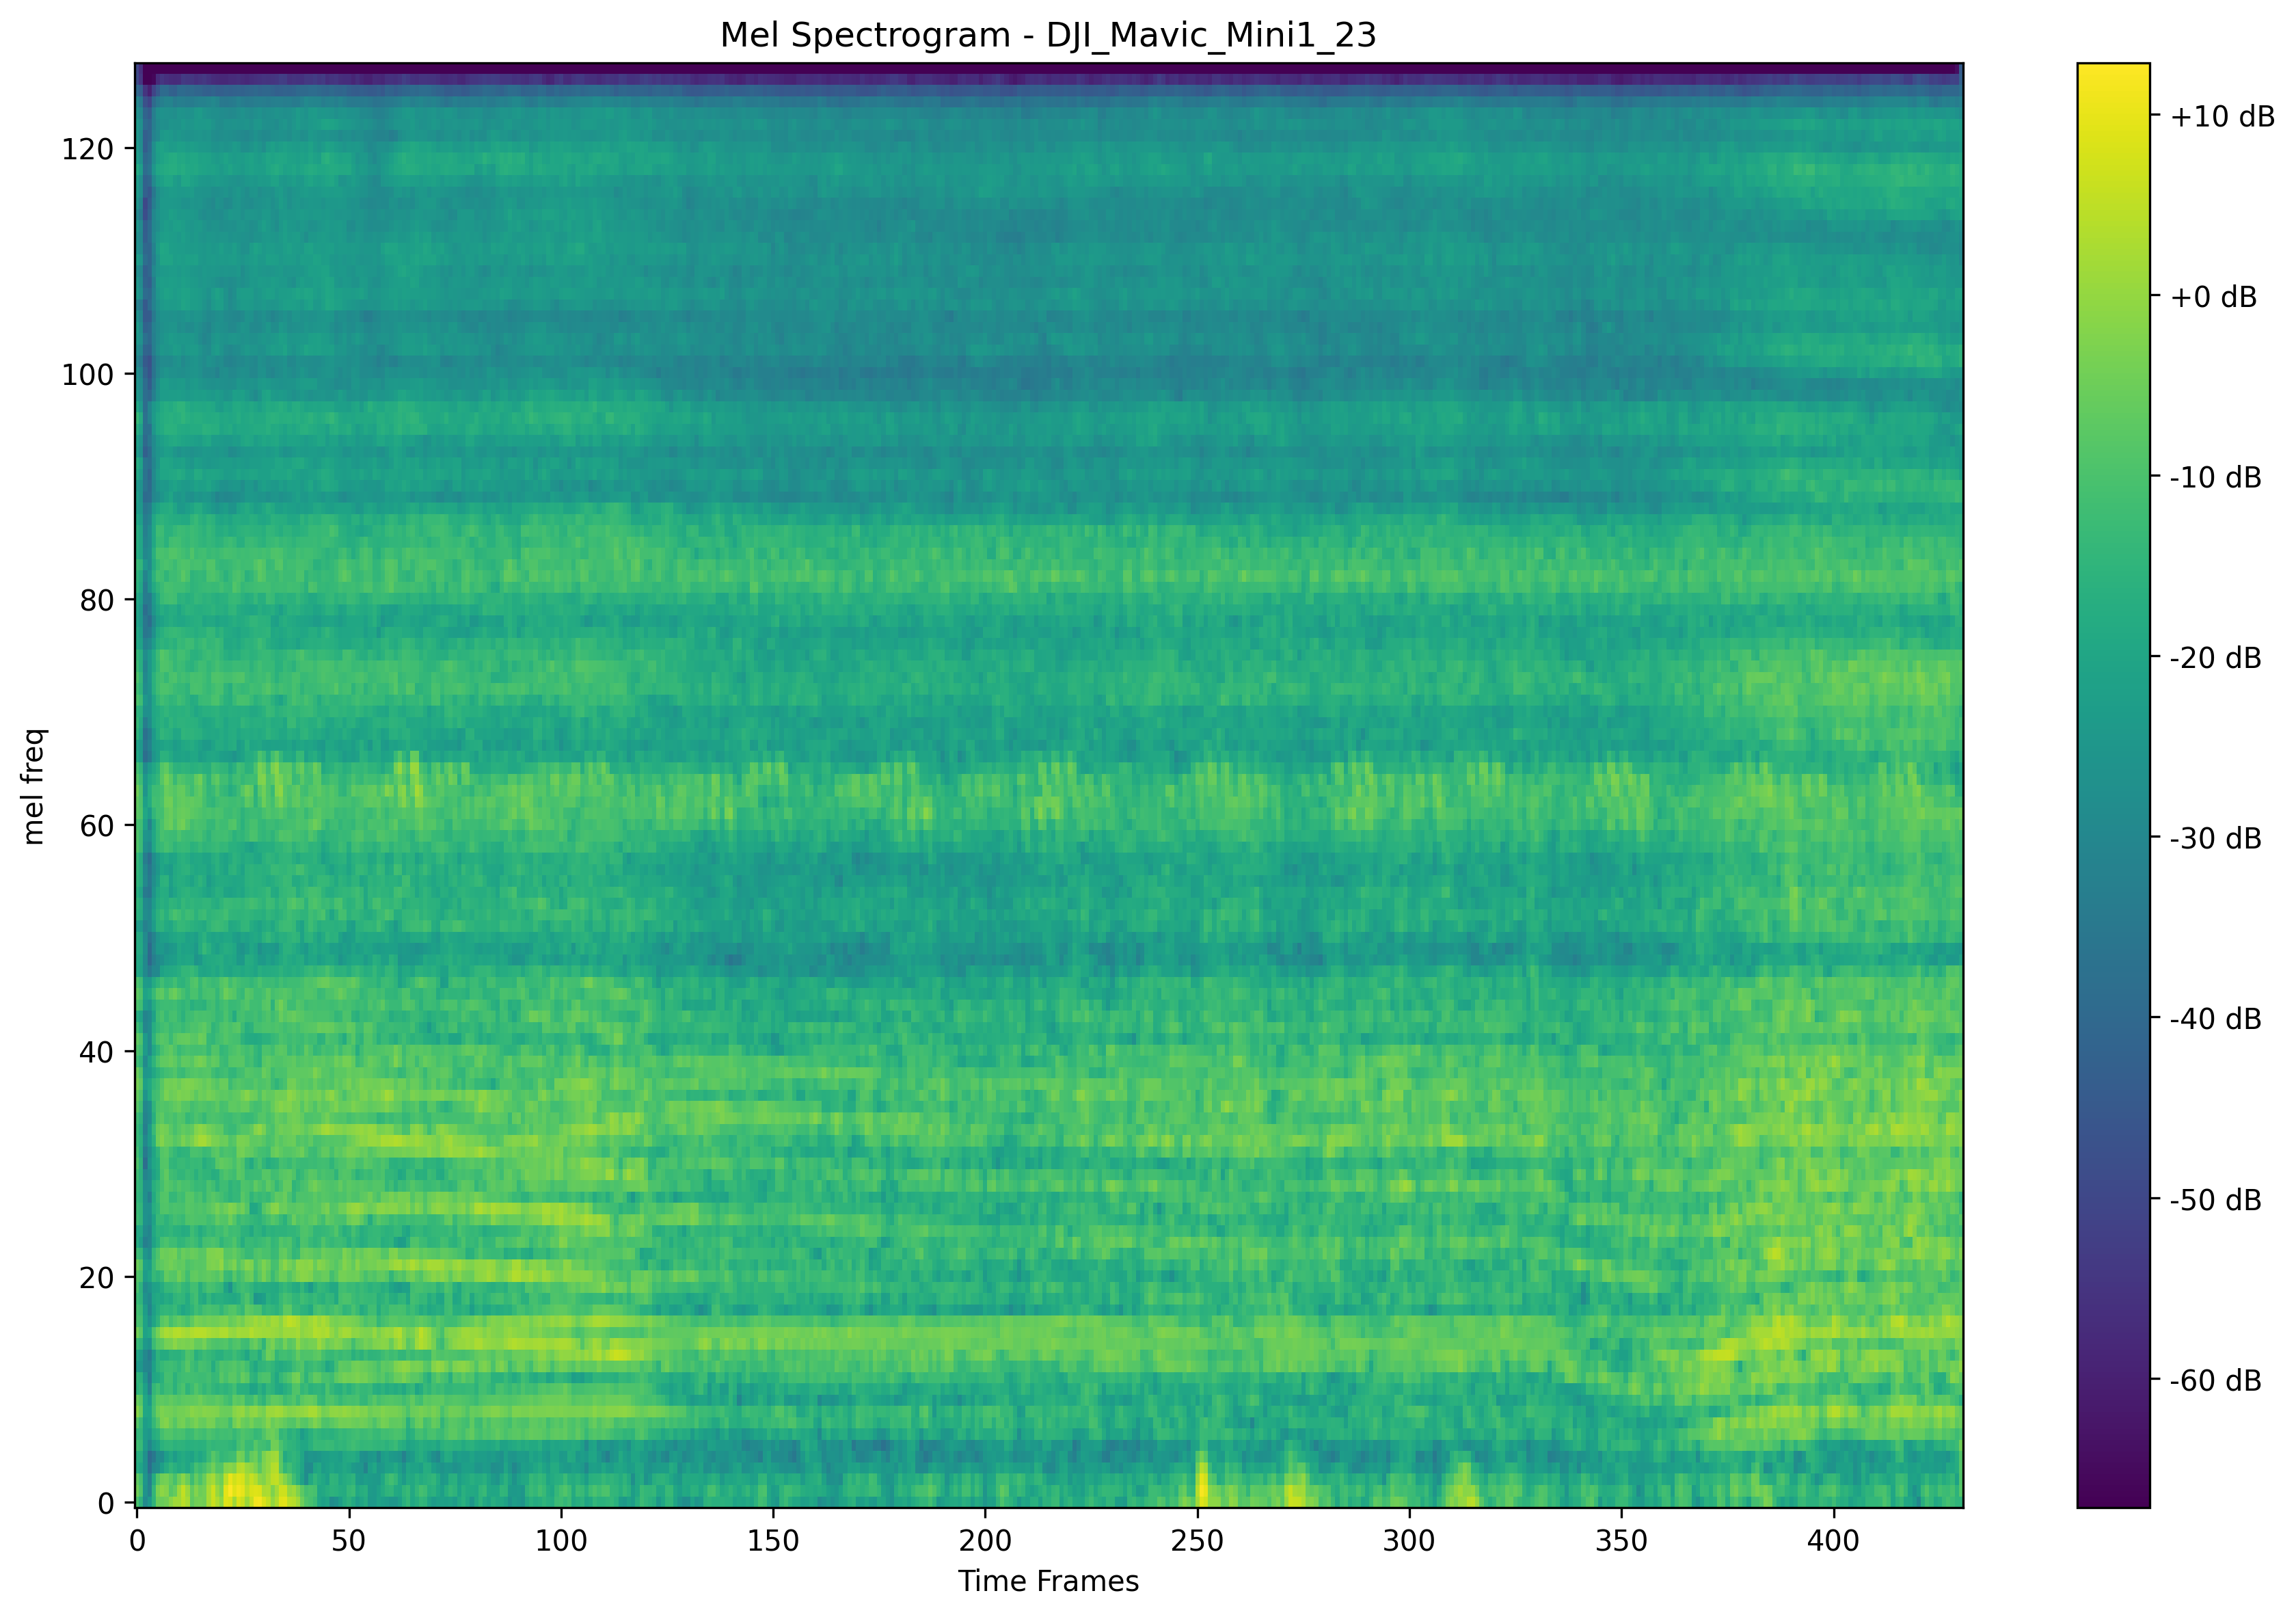 Mel Spectrogram - DJI_Mavic_Mini1_23
mel freq
120
100
80
60
40
20
0
0 50 100 150 200 250 300 350 400
Time Frames
+10 dB
+0 dB
-10 dB
-20 dB
-30 dB
-40 dB
-50 dB
-60 dB